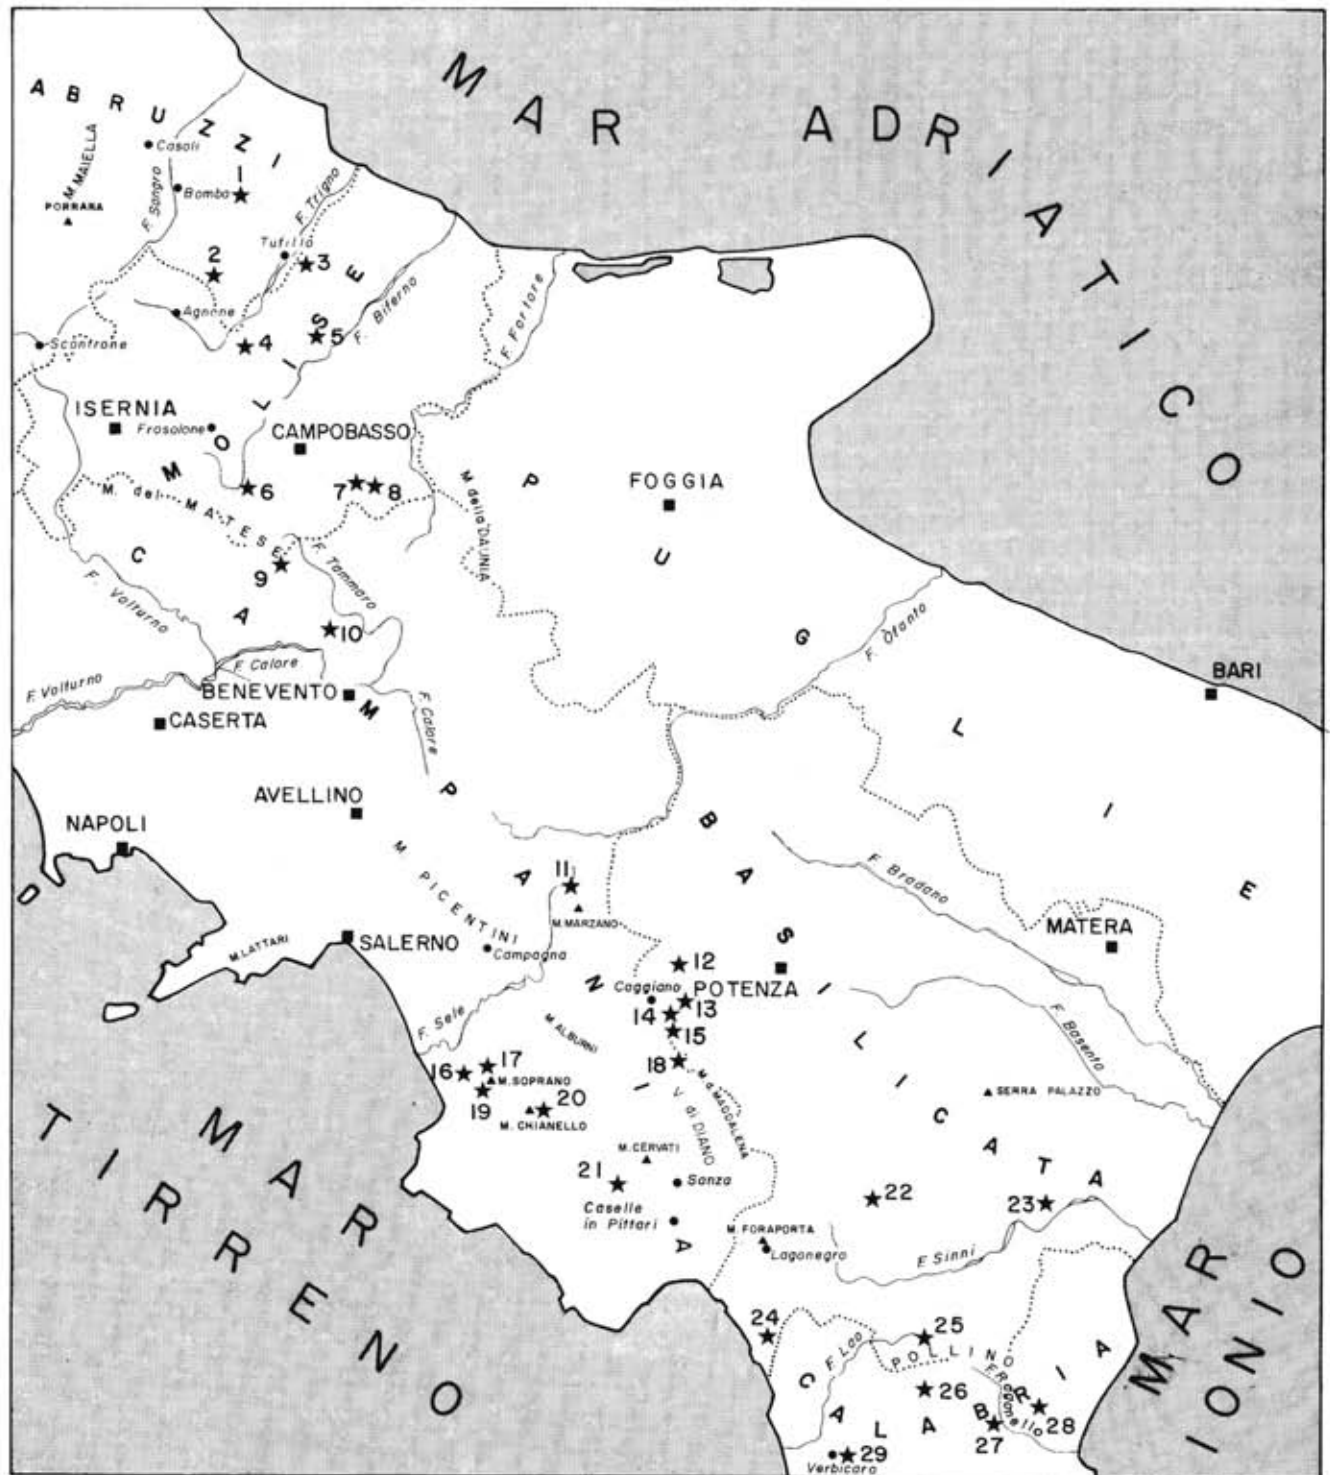 MAR ADRIATICO
ABRUZZI
M. MAIELLA
PORRARA
Casoli
F. Sangro
Bomba
1
F. Trigno
Tufillo
2
3
Agnone
Scontrone
4
5
F. Biferno
F. Fortore
MOLISE
ISERNIA
Frosolone
CAMPOBASSO
6
7
8
M. del MATESE
M. della DAUNIA
FOGGIA
PUGLIE
9
F. Tammaro
F. Volturno
10
F. Calore
F. Volturno
BENEVENTO
CASERTA
F. Calore
F. Ofanto
BARI
CAMPANIA
AVELLINO
NAPOLI
M. PICENTINI
11
M. MARZANO
BASILICATA
F. Bradano
MATERA
M. LATTARI
SALERNO
Campagna
12
POTENZA
Caggiano
13
14
15
F. Sele
M. ALBURNI
F. Basento
16
17
M. SOPRANO
18
M. d. MADDALENA
V. di DIANO
SERRA PALAZZO
19
20
M. CHIANELLO
M. CERVATI
21
Sanza
Caselle
in Pittari
22
23
M. FORAPORTA
Lagonegro
F. Sinni
MAR
TIRRENO
MAR
IONIO
24
25
F. Lao
POLLINO
CALABRIA
26
F. Raganello
27
28
29
Verbicaro